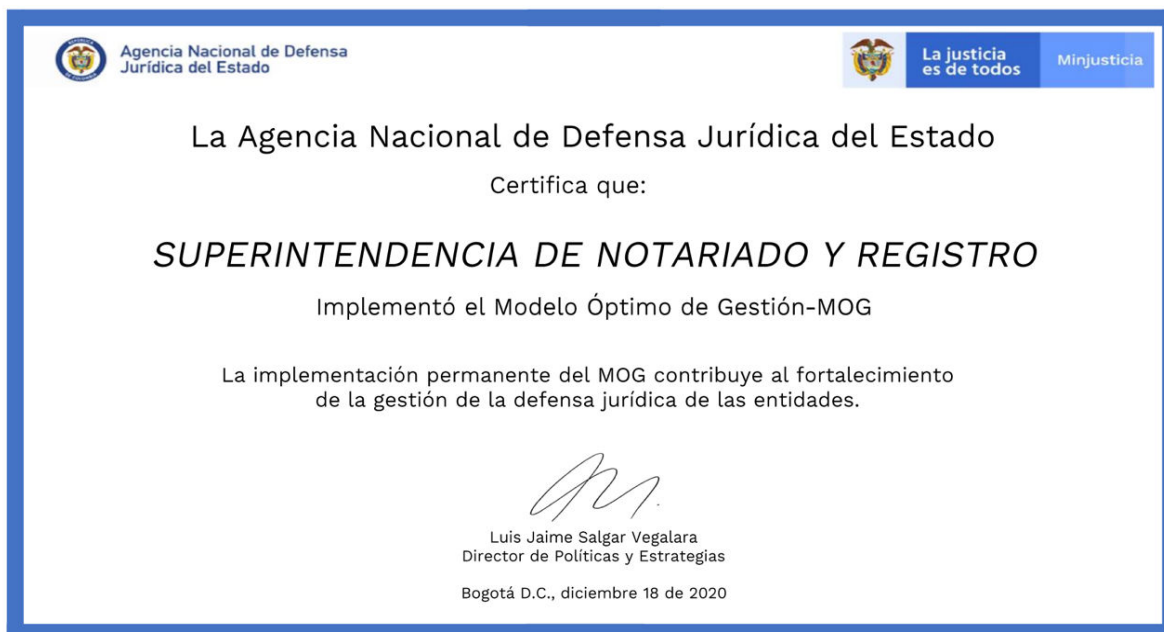 Agencia Nacional de Defensa
Jurídica del Estado
La justicia
es de todos
Minjusticia
La Agencia Nacional de Defensa Jurídica del Estado
Certifica que:
SUPERINTENDENCIA DE NOTARIADO Y REGISTRO
Implementó el Modelo Óptimo de Gestión-MOG
La implementación permanente del MOG contribuye al fortalecimiento
de la gestión de la defensa jurídica de las entidades.
Luis Jaime Salgar Vegalara
Director de Políticas y Estrategias
Bogotá D.C., diciembre 18 de 2020